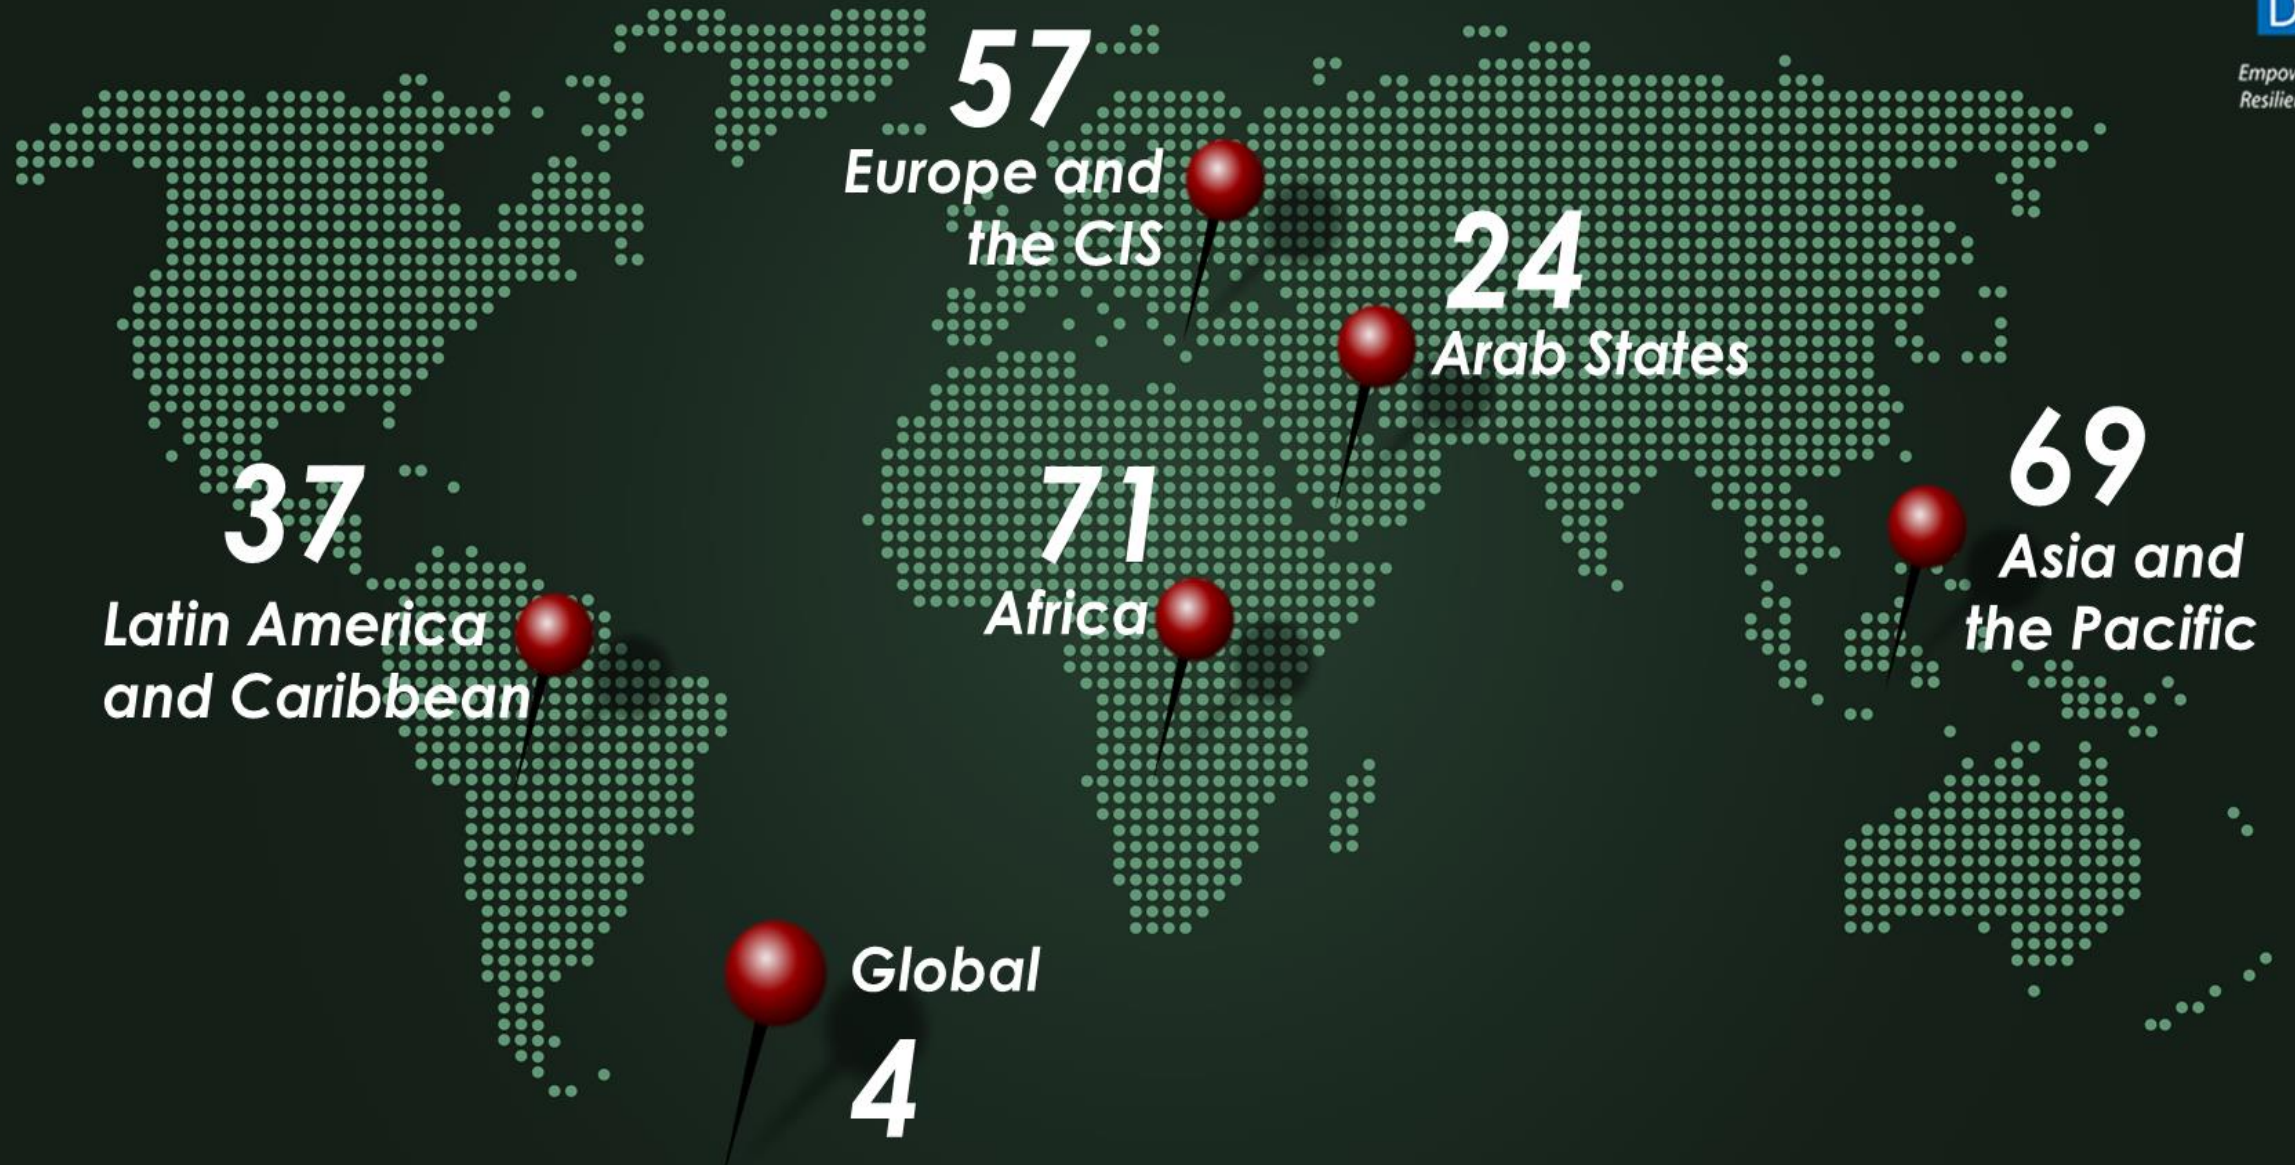 57
Europe and
the CIS
24
Arab States
69
Asia and
the Pacific
37
Latin America
and Caribbean
71
Africa
Global
4